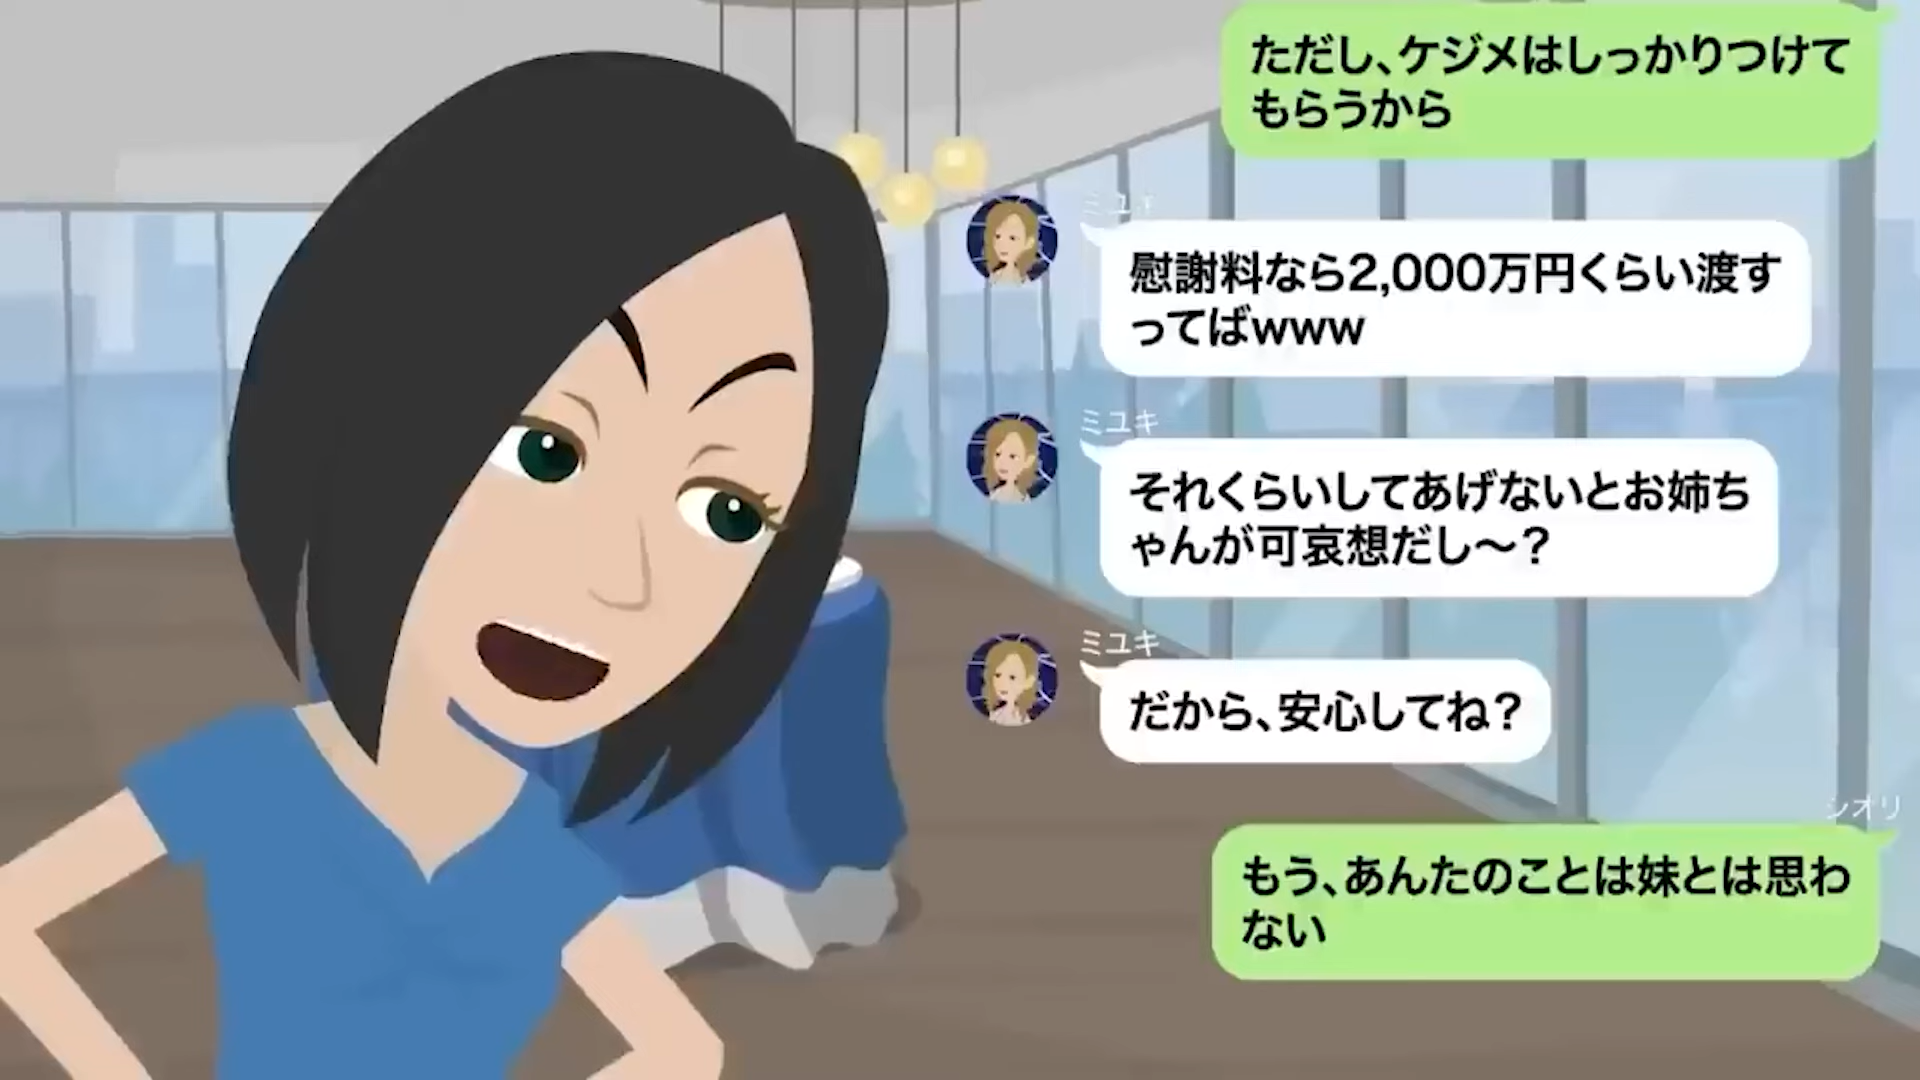 ただし、ケジメはしっかりつけて
もらうから
ミユキ
慰謝料なら2,000万円くらい渡す
ってばwww
ミユキ
それくらいしてあげないとお姉ち
ゃんが可哀想だし〜？
ミユキ
だから、安心してね？
シオリ
もう、あんたのことは妹とは思わ
ない